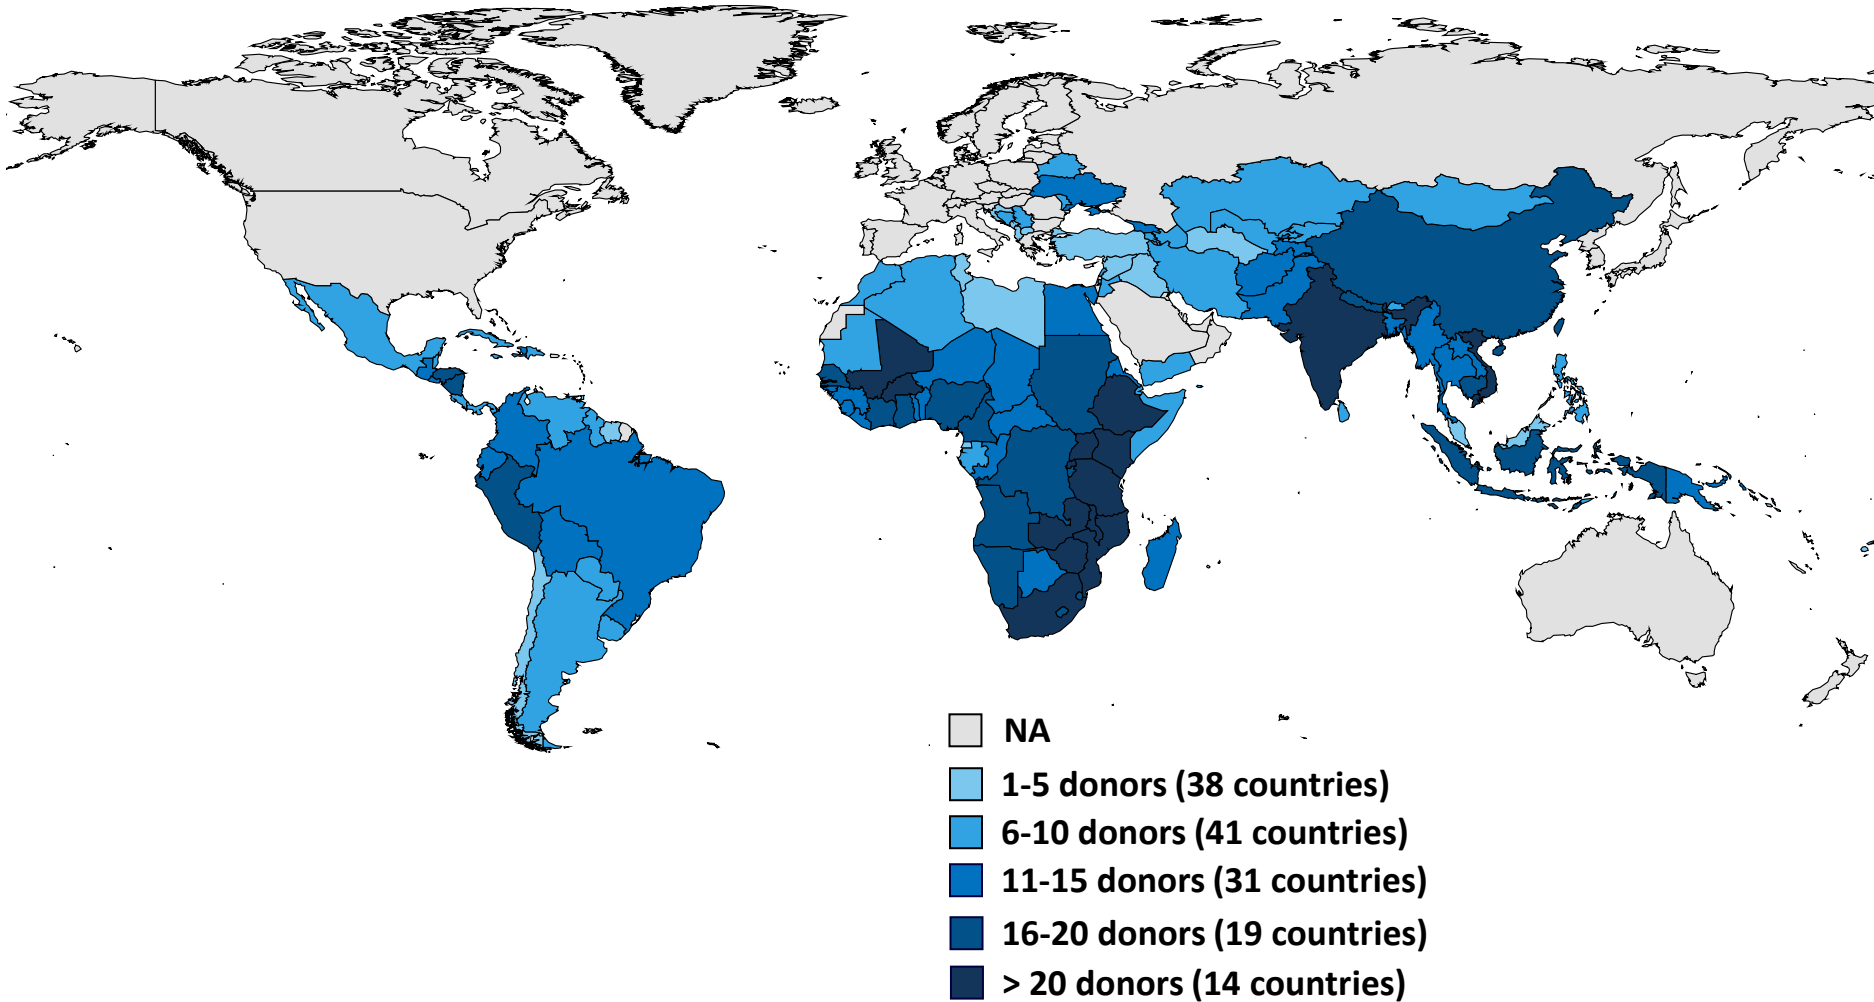 NA
1-5 donors (38 countries)
6-10 donors (41 countries)
11-15 donors (31 countries)
16-20 donors (19 countries)
> 20 donors (14 countries)